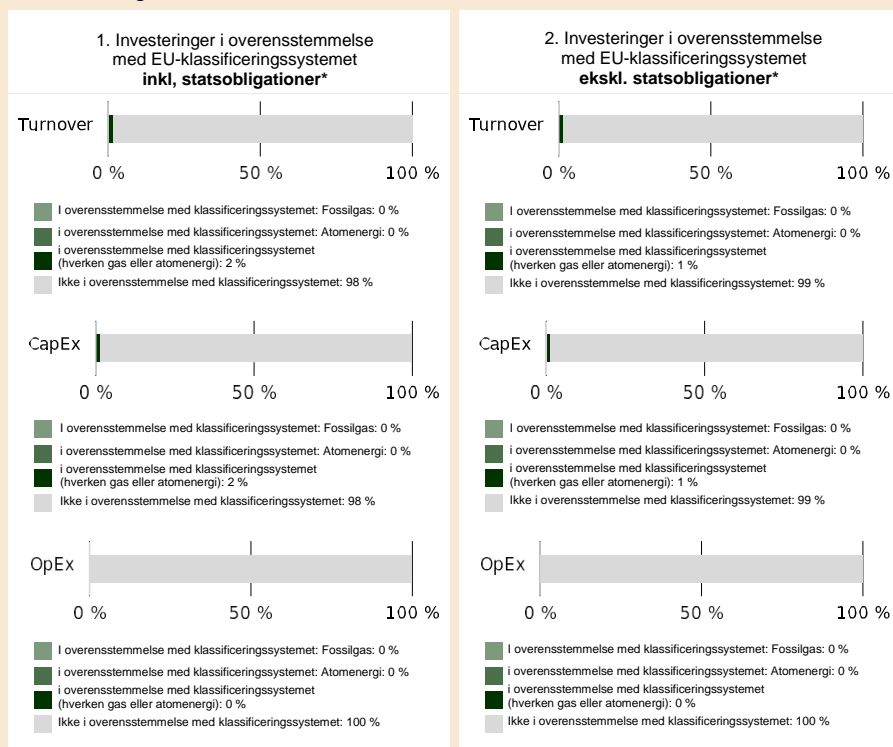 1. Investeringer i overensstemmelse
med EU-klassificeringssystemet
inkl, statsobligationer*
Turnover
0 % 50 % 100 %
I overensstemmelse med klassificeringssystemet: Fossilgas: 0 %
i overensstemmelse med klassificeringssystemet: Atomenergi: 0 %
i overensstemmelse med klassificeringssystemet
(hverken gas eller atomenergi): 2 %
Ikke i overensstemmelse med klassificeringssystemet: 98 %
CapEx
0 % 50 % 100 %
I overensstemmelse med klassificeringssystemet: Fossilgas: 0 %
i overensstemmelse med klassificeringssystemet: Atomenergi: 0 %
i overensstemmelse med klassificeringssystemet
(hverken gas eller atomenergi): 2 %
Ikke i overensstemmelse med klassificeringssystemet: 98 %
OpEx
0 % 50 % 100 %
I overensstemmelse med klassificeringssystemet: Fossilgas: 0 %
i overensstemmelse med klassificeringssystemet: Atomenergi: 0 %
i overensstemmelse med klassificeringssystemet
(hverken gas eller atomenergi): 0 %
Ikke i overensstemmelse med klassificeringssystemet: 100 %
2. Investeringer i overensstemmelse
med EU-klassificeringssystemet
ekskl. statsobligationer*
Turnover
0 % 50 % 100 %
I overensstemmelse med klassificeringssystemet: Fossilgas: 0 %
i overensstemmelse med klassificeringssystemet: Atomenergi: 0 %
i overensstemmelse med klassificeringssystemet
(hverken gas eller atomenergi): 1 %
Ikke i overensstemmelse med klassificeringssystemet: 99 %
CapEx
0 % 50 % 100 %
I overensstemmelse med klassificeringssystemet: Fossilgas: 0 %
i overensstemmelse med klassificeringssystemet: Atomenergi: 0 %
i overensstemmelse med klassificeringssystemet
(hverken gas eller atomenergi): 1 %
Ikke i overensstemmelse med klassificeringssystemet: 99 %
OpEx
0 % 50 % 100 %
I overensstemmelse med klassificeringssystemet: Fossilgas: 0 %
i overensstemmelse med klassificeringssystemet: Atomenergi: 0 %
i overensstemmelse med klassificeringssystemet
(hverken gas eller atomenergi): 0 %
Ikke i overensstemmelse med klassificeringssystemet: 100 %